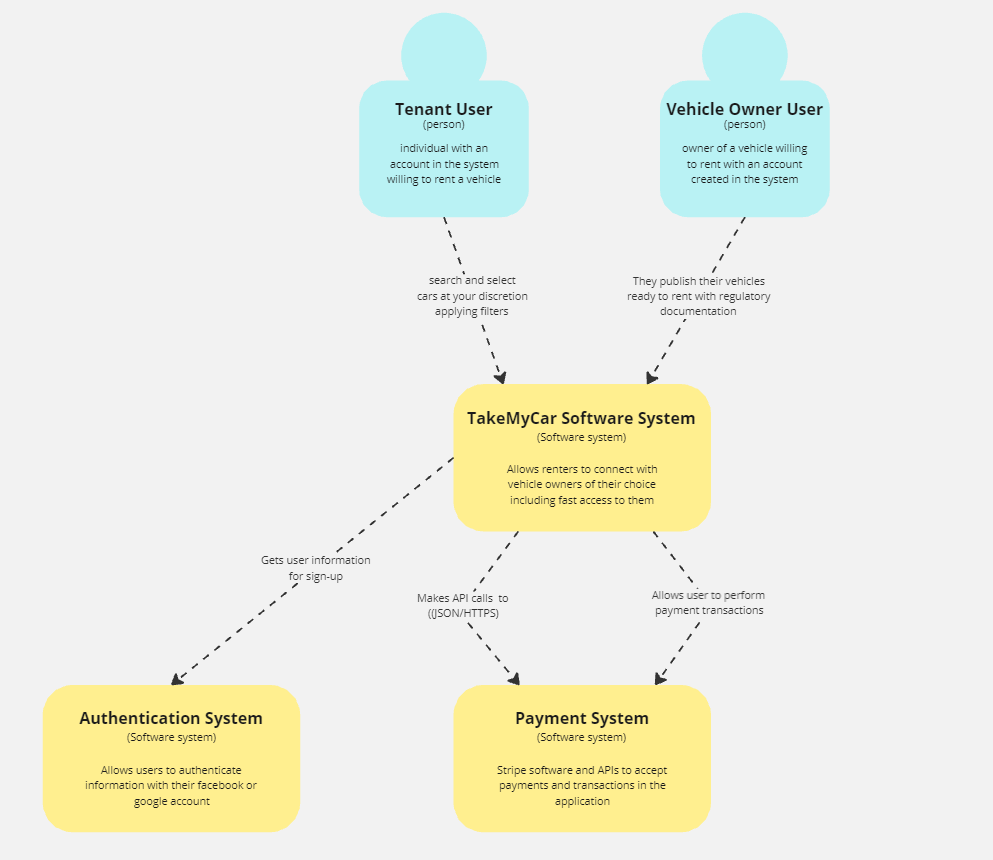 Tenant User
(person)
individual with an
account in the system
willing to rent a vehicle
Vehicle Owner User
(person)
owner of a vehicle willing
to rent with an account
created in the system
search and select
cars at your discretion
applying filters
They publish their vehicles
ready to rent with regulatory
documentation
TakeMyCar Software System
(Software system)
Allows renters to connect with
vehicle owners of their choice
including fast access to them
Gets user information
for sign-up
Makes API calls  to
((JSON/HTTPS)
Allows user to perform
payment transactions
Authentication System
(Software system)
Allows users to authenticate
information with their facebook or
google account
Payment System
(Software system)
Stripe software and APIs to accept
payments and transactions in the
application